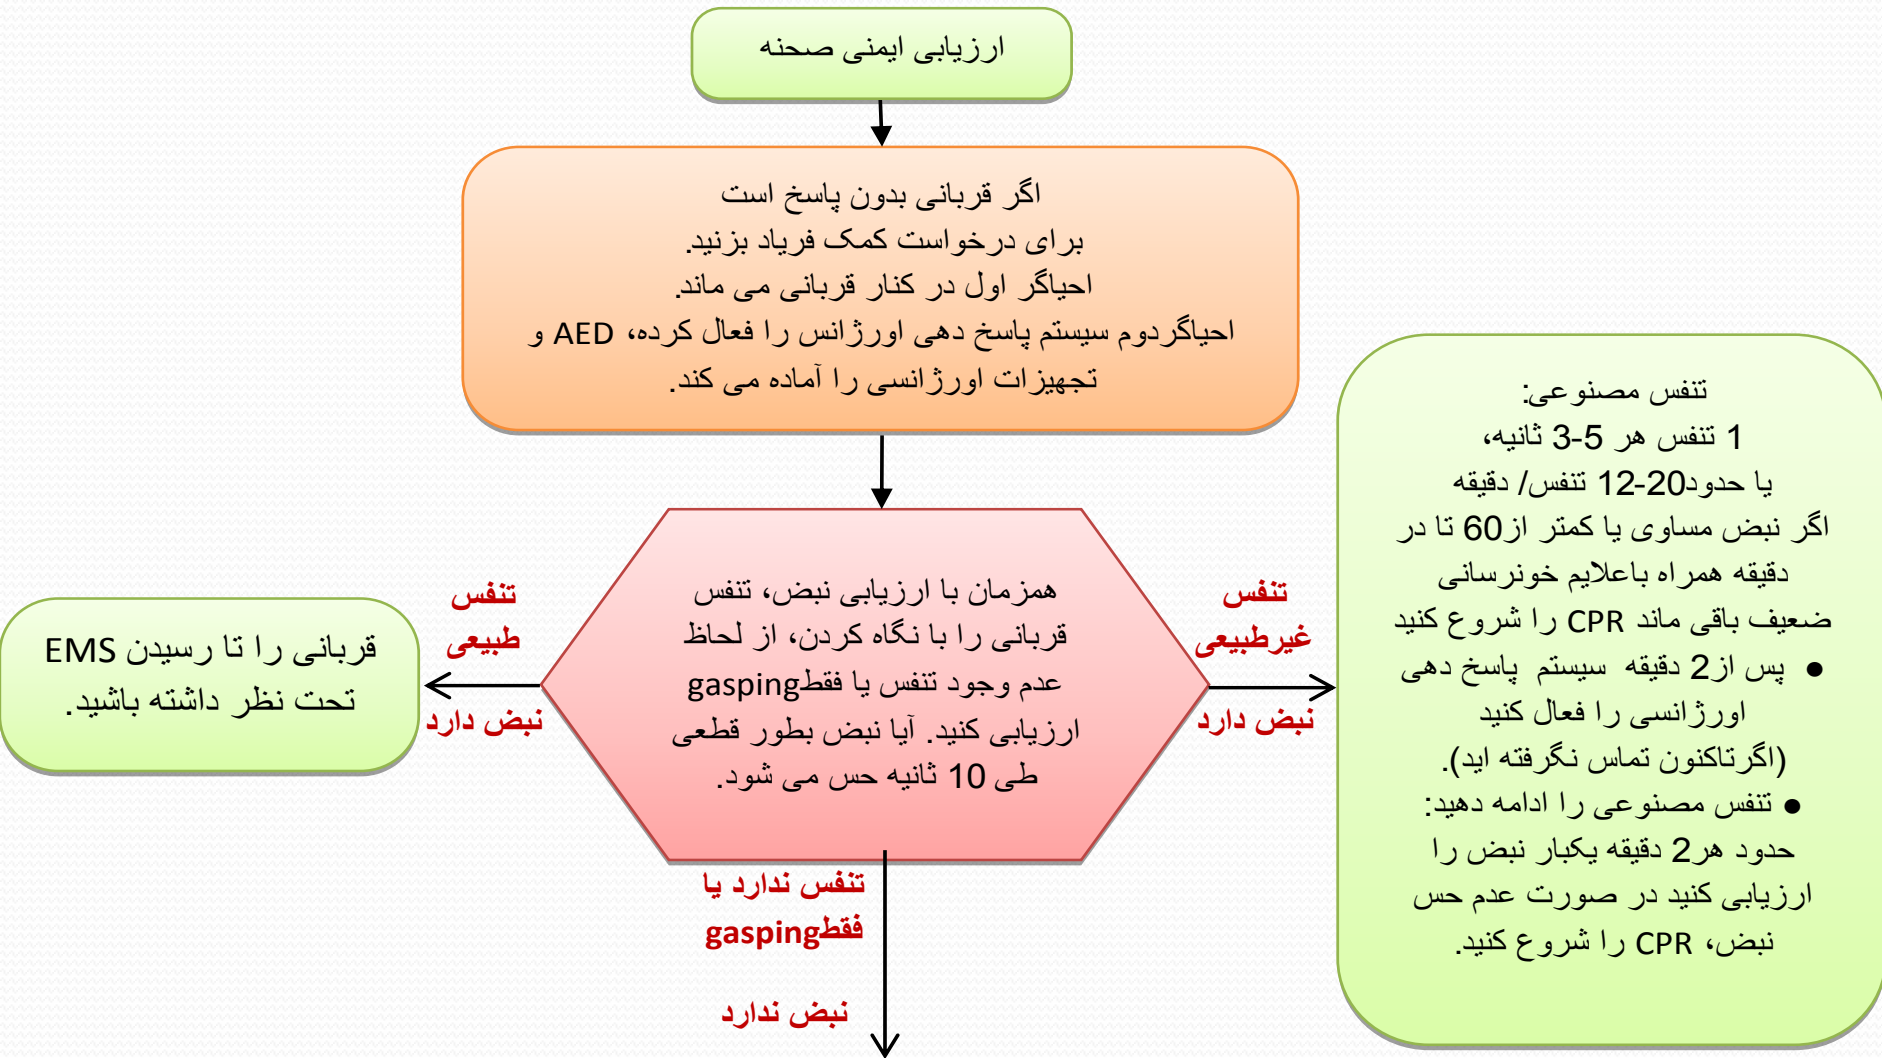 ارزیابی ایمنی صحنه
اگر قربانی بدون پاسخ است
برای درخواست کمک فریاد بزنید.
احیاگر اول در کنار قربانی می ماند.
احیاگردوم سیستم پاسخ دهی اورژانس را فعال کرده، AED و
تجهیزات اورژانسی را آماده می کند.
تنفس مصنوعی:
1 تنفس هر 5-3 ثانیه،
یا حدود20-12 تنفس/ دقیقه
اگر نبض مساوی یا کمتر از60 تا در
دقیقه همراه باعلایم خونرسانی
ضعیف باقی ماند CPR را شروع کنید
● پس از2 دقیقه سیستم پاسخ دهی
اورژانسی را فعال کنید
(اگرتاکنون تماس نگرفته اید).
● تنفس مصنوعی را ادامه دهید:
حدود هر2 دقیقه یکبار نبض را
ارزیابی کنید در صورت عدم حس
نبض، CPR را شروع کنید.
تنفس
غیرطبیعی
نبض دارد
همزمان با ارزیابی نبض، تنفس
قربانی را با نگاه کردن، از لحاظ
عدم وجود تنفس یا فقطgasping
ارزیابی کنید. آیا نبض بطور قطعی
طی 10 ثانیه حس می شود.
تنفس
طبیعی
نبض دارد
قربانی را تا رسیدن EMS
تحت نظر داشته باشید.
تنفس ندارد یا
فقطgasping
نبض ندارد